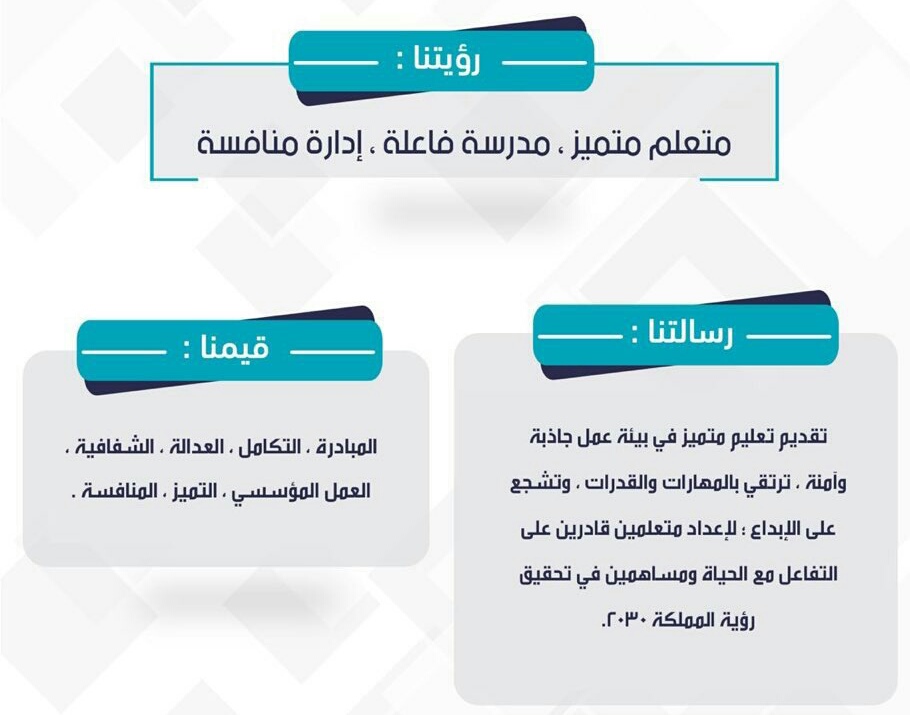 رؤيتنا :
متعلم متميز ، مدرسة فاعلة ، إدارة منافسة
رسالتنا :
تقديم تعليم متميز في بيئة عمل جاذبة
وآمنة ، ترتقي بالمهارات والقدرات ، وتشجع
على الإبداع ؛ لإعداد متعلمين قادرين على
التفاعل مع الحياة ومساهمين في تحقيق
رؤية المملكة ٢٠٣٠.
قيمنا :
المبادرة ، التكامل ، العدالة ، الشفافية ،
العمل المؤسسي ، التميز ، المنافسة .